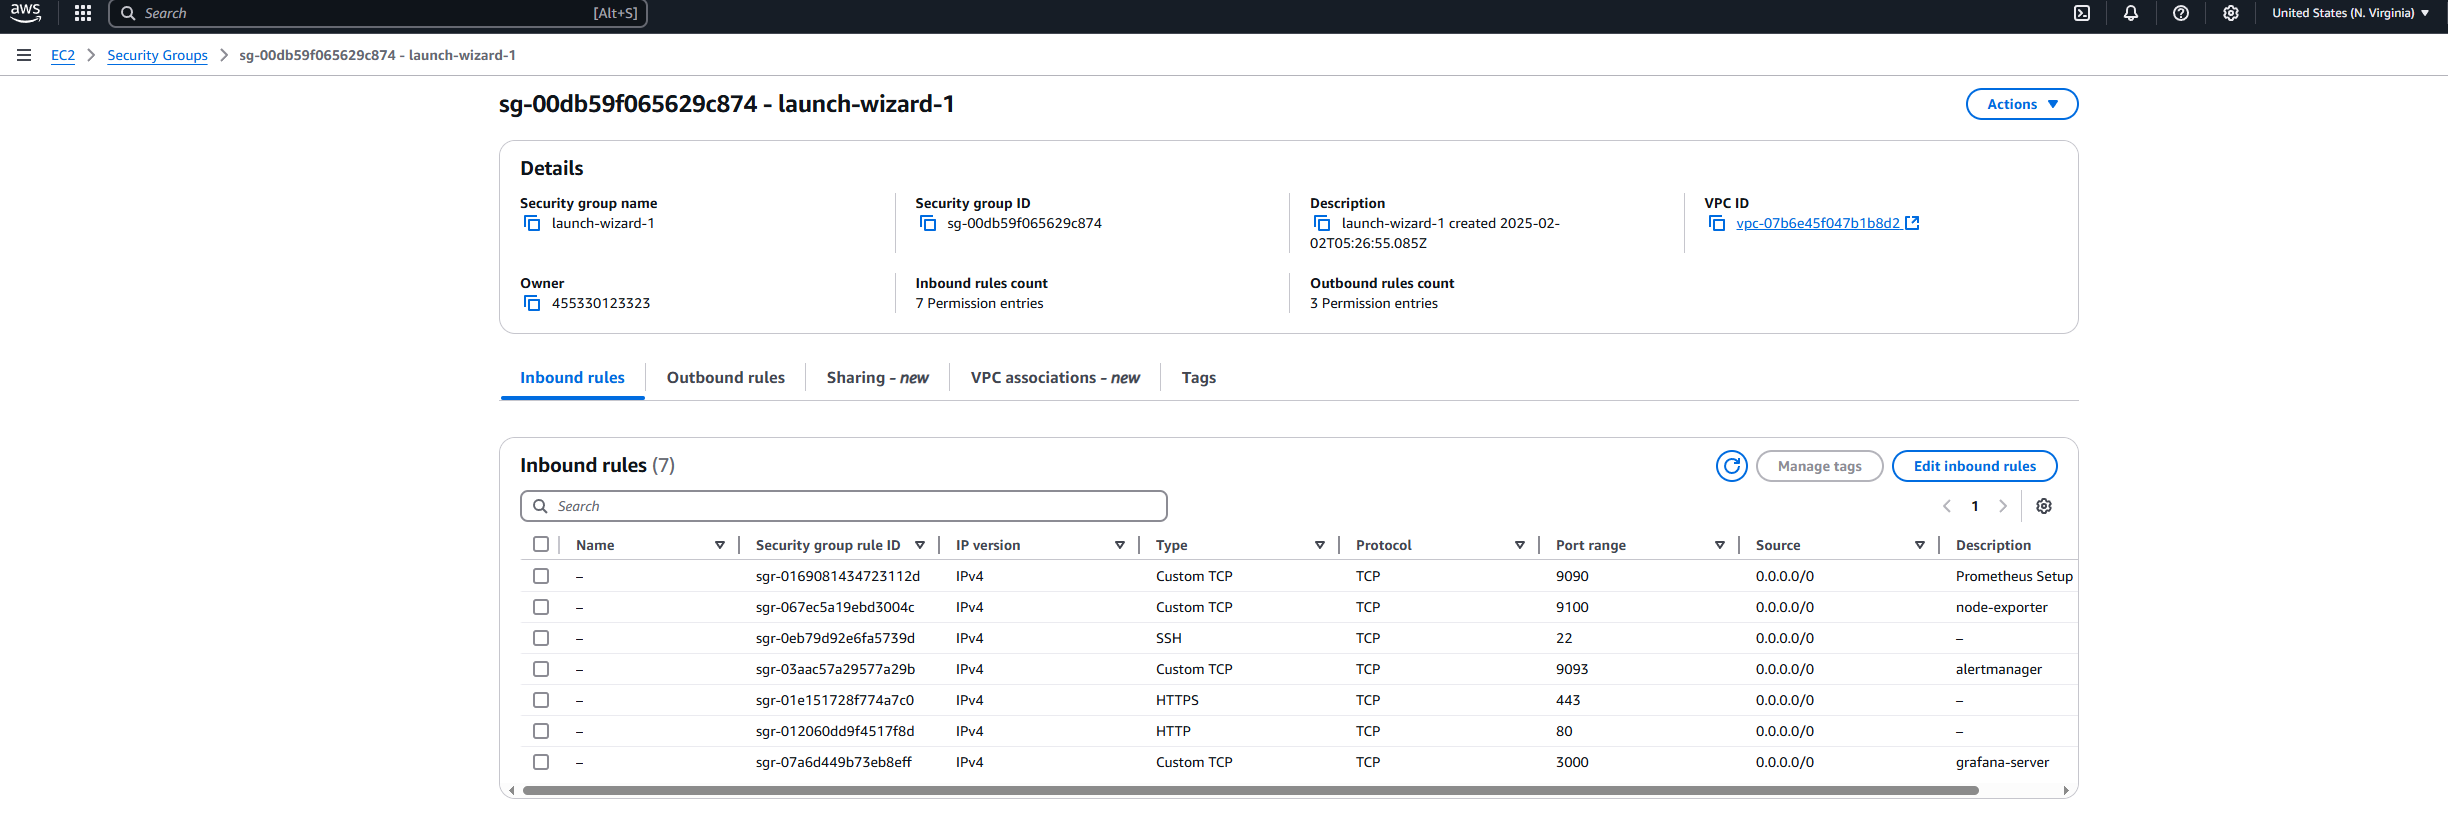 aws
Search [Alt+S] United States (N. Virginia)
EC2 Security Groups sg-00db59f065629c874 - launch-wizard-1
sg-00db59f065629c874 - launch-wizard-1
Actions
Details
Security group name Security group ID Description VPC ID
launch-wizard-1 sg-00db59f065629c874 launch-wizard-1 created 2025-02- vpc-07b6e45f047b1b8d2
02T05:26:55.085Z
Owner Inbound rules count Outbound rules count
455330123323 7 Permission entries 3 Permission entries
Inbound rules Outbound rules Sharing - new VPC associations - new Tags
Inbound rules (7) Manage tags Edit inbound rules
Search 1
Name Security group rule ID IP version Type Protocol Port range Source Description
– sgr-0169081434723112d IPv4 Custom TCP TCP 9090 0.0.0.0/0 Prometheus Setup
– sgr-067ec5a19ebd3004c IPv4 Custom TCP TCP 9100 0.0.0.0/0 node-exporter
– sgr-0eb79d92e6fa5739d IPv4 SSH TCP 22 0.0.0.0/0 –
– sgr-03aac57a29577a29b IPv4 Custom TCP TCP 9093 0.0.0.0/0 alertmanager
– sgr-01e151728f774a7c0 IPv4 HTTPS TCP 443 0.0.0.0/0 –
– sgr-012060dd9f4517f8d IPv4 HTTP TCP 80 0.0.0.0/0 –
– sgr-07a6d449b73eb8eff IPv4 Custom TCP TCP 3000 0.0.0.0/0 grafana-server